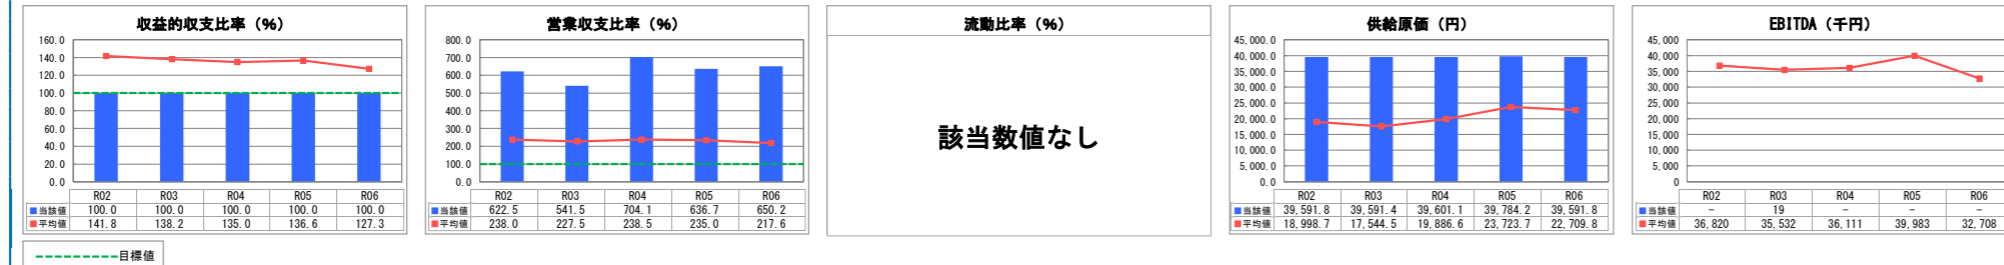 収益的収支比率（%）
160.0
140.0
120.0
100.0
80.0
60.0
40.0
20.0
0.0
R02 R03 R04 R05 R06
■当該値 100.0 100.0 100.0 100.0 100.0
■平均値 141.8 138.2 135.0 136.6 127.3
営業収支比率（%）
800.0
700.0
600.0
500.0
400.0
300.0
200.0
100.0
0.0
R02 R03 R04 R05 R06
■当該値 622.5 541.5 704.1 636.7 650.2
■平均値 238.0 227.5 238.5 235.0 217.6
流動比率（%）
該当数値なし
供給原価（円）
45,000.0
40,000.0
35,000.0
30,000.0
25,000.0
20,000.0
15,000.0
10,000.0
5,000.0
0.0
R02 R03 R04 R05 R06
■当該値 39,591.8 39,591.4 39,601.1 39,784.2 39,591.8
■平均値 18,998.7 17,544.5 19,886.6 23,723.7 22,709.8
EBITDA（千円）
45,000
40,000
35,000
30,000
25,000
20,000
15,000
10,000
5,000
0
R02 R03 R04 R05 R06
■当該値 - 19 - - -
■平均値 36,820 35,532 36,111 39,983 32,708
目標値